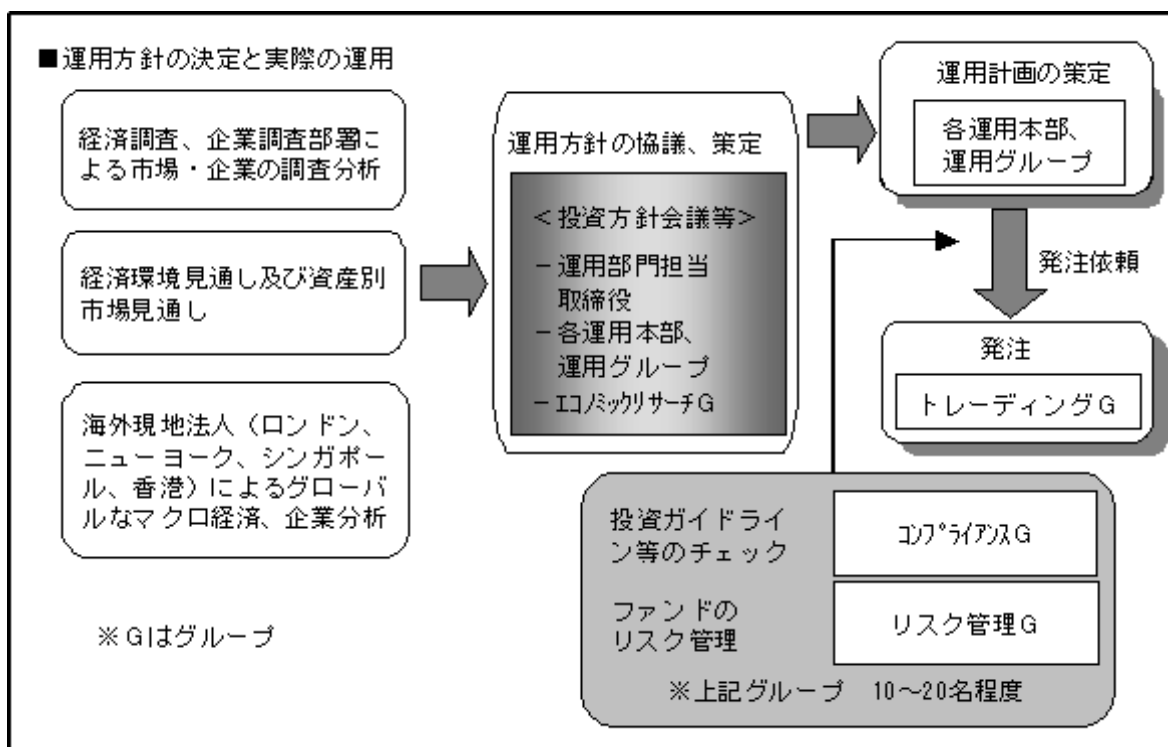 ■運用方針の決定と実際の運用
経済調査、企業調査部署に
よる市場・企業の調査分析
経済環境見通し及び資産別
市場見通し
海外現地法人（ロンドン、
ニューヨーク、シンガポー
ル、香港）によるグローバ
ルなマクロ経済、企業分析
※Gはグループ
運用方針の協議、策定
＜投資方針会議等＞
－運用部門担当
取締役
－各運用本部、
運用グループ
－ｴｺﾉﾐｯｸﾘｻｰﾁG
運用計画の策定
各運用本部、
運用グループ
発注依頼
発注
トレーディングG
投資ガイドライ
ン等のチェック
ｺﾝﾌﾟﾗｲｱﾝｽG
ファンドの
リスク管理
リスク管理G
※上記グループ　10～20名程度